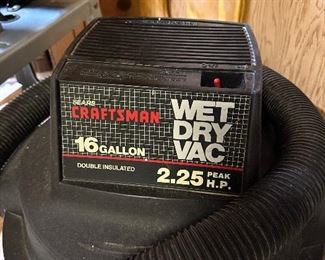 SEARS
CRAFTSMAN
16 GALLON
DOUBLE INSULATED
WET
DRY
VAC
2.25 PEAK H.P.